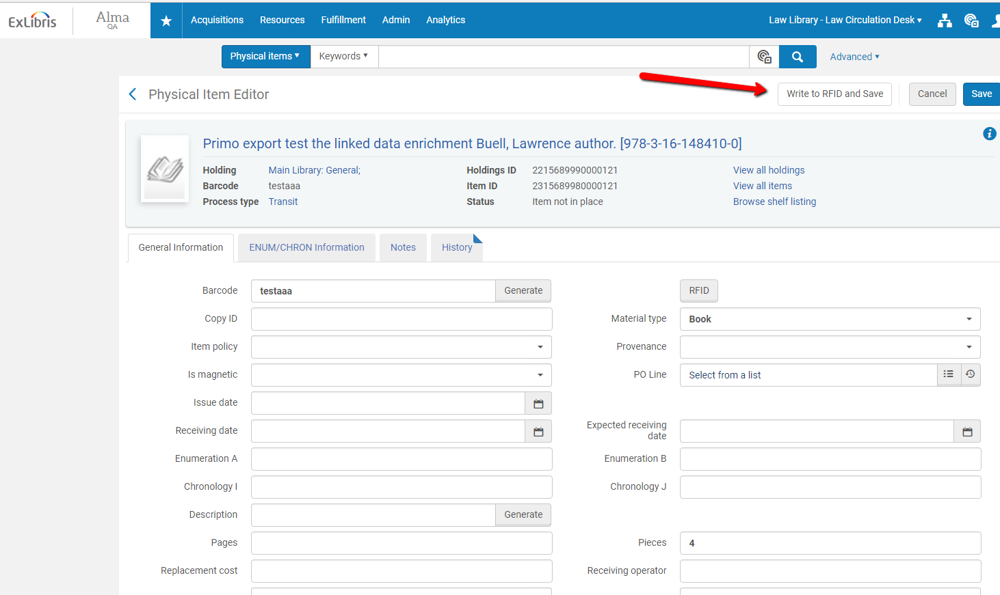 ExLibris
Alma
QA
Acquisitions Resources Fulfillment Admin Analytics
Law Library - Law Circulation Desk
Physical items Keywords Advanced
Physical Item Editor
Write to RFID and Save Cancel Save
Primo export test the linked data enrichment Buell, Lawrence author. [978-3-16-148410-0]
Holding Main Library: General; Holdings ID 2215689990000121 View all holdings
Barcode testaaa Item ID 2315689980000121 View all items
Process type Transit Status Item not in place Browse shelf listing
General Information ENUM/CHRON Information Notes History
Barcode testaaa Generate RFID
Copy ID Material type Book
Item policy Provenance
Is magnetic PO Line Select from a list
Issue date
Receiving date Expected receiving
date
Enumeration A Enumeration B
Chronology I Chronology J
Description Generate
Pages Pieces 4
Replacement cost Receiving operator